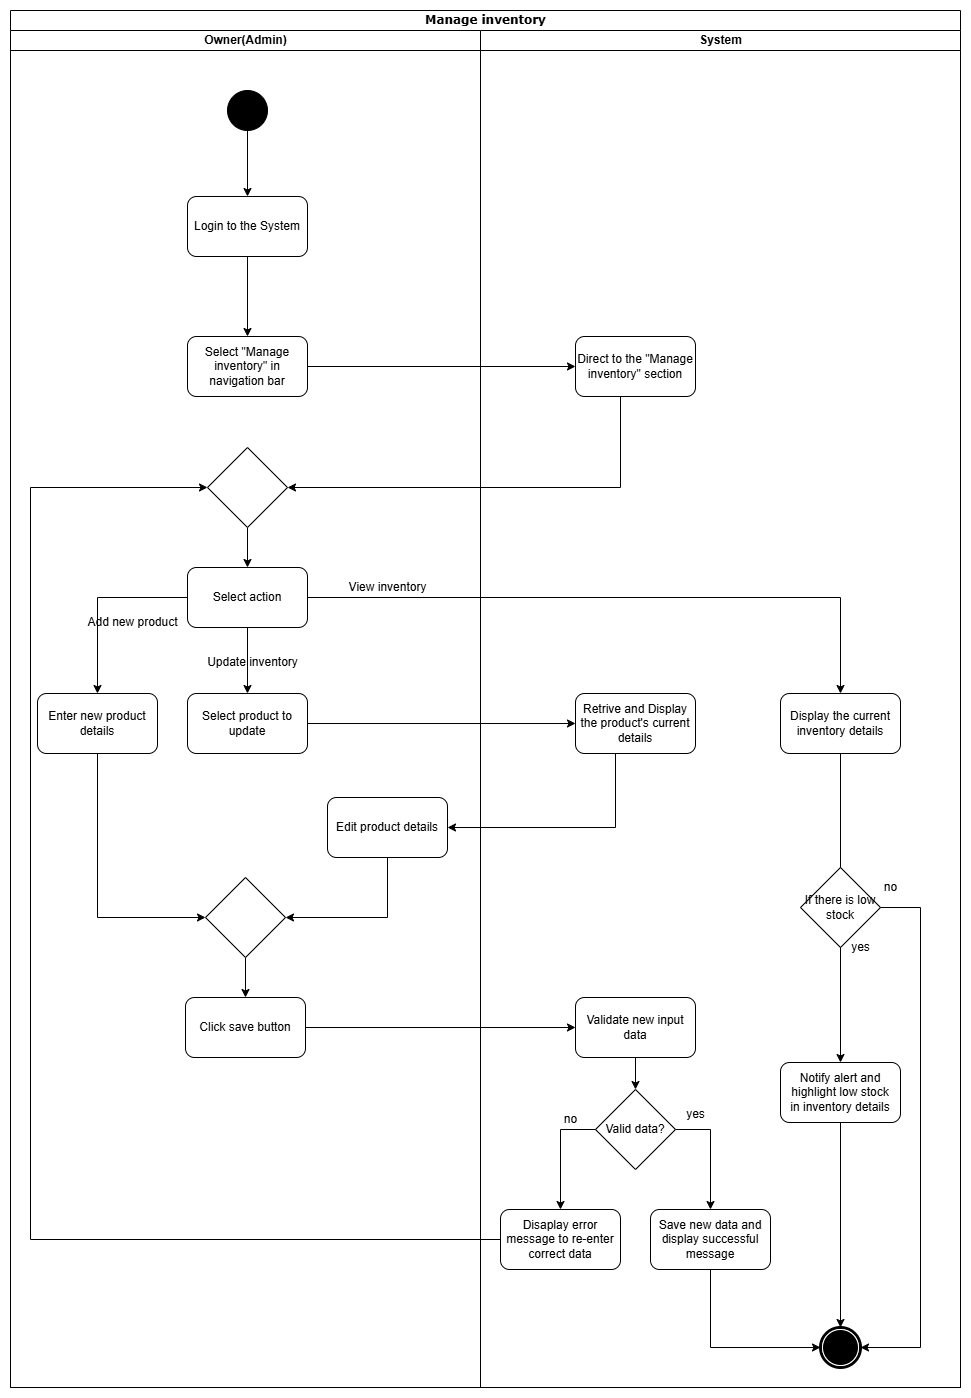 Manage inventory
Owner(Admin)
System
Login to the System
Select "Manage
inventory" in
navigation bar
Direct to the "Manage
inventory" section
View inventory
Select action
Add new product
Update inventory
Enter new product
details
Select product to
update
Retrive and Display
the product's current
details
Display the current
inventory details
Edit product details
no
If there is low
stock
yes
Click save button
Validate new input
data
Notify alert and
highlight low stock
in inventory details
no
Valid data?
yes
Disaplay error
message to re-enter
correct data
Save new data and
display successful
message